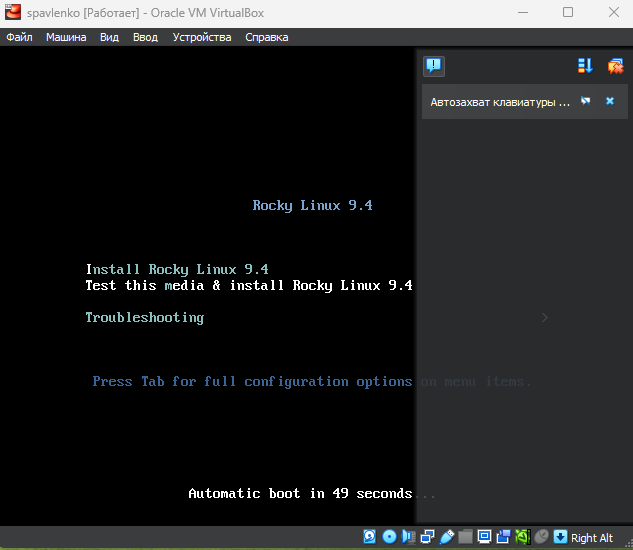 spavlenko [Работает] - Oracle VM VirtualBox
Файл Машина Вид Ввод Устройства Справка
Автозахват клавиатуры ...
Rocky Linux 9.4
Install Rocky Linux 9.4
Test this media & install Rocky Linux 9.4
Troubleshooting >
Press Tab for full configuration options on menu items.
Automatic boot in 49 seconds...
Right Alt